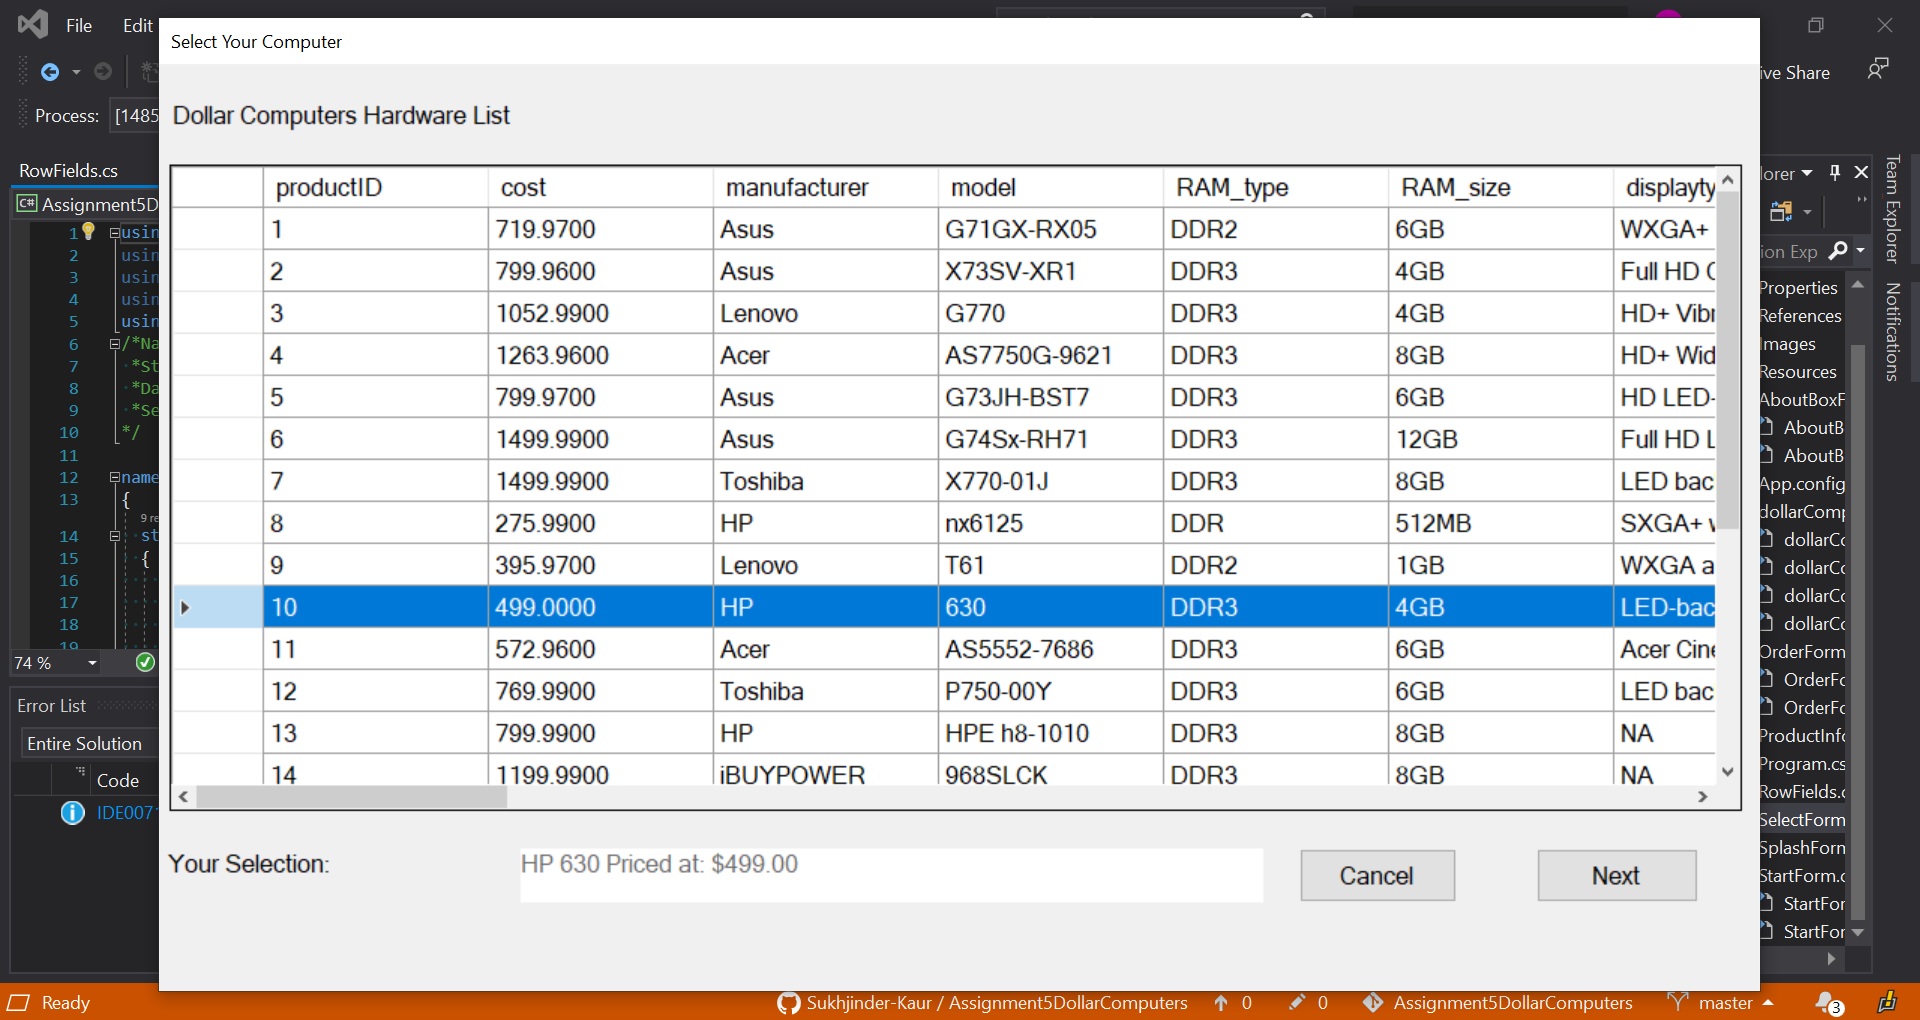 File Edit
Select Your Computer
ive Share
Process: [1485
Dollar Computers Hardware List
RowFields.cs
Assignment5D
productID cost manufacturer model RAM_type RAM_size displayty
1 719.9700 Asus G71GX-RX05 DDR2 6GB WXGA+
2 799.9600 Asus X73SV-XR1 DDR3 4GB Full HD
3 1052.9900 Lenovo G770 DDR3 4GB HD+ Vibr
4 1263.9600 Acer AS7750G-9621 DDR3 8GB HD+ Wid
5 799.9700 Asus G73JH-BST7 DDR3 6GB HD LED-
6 1499.9900 Asus G74Sx-RH71 DDR3 12GB Full HD L
7 1499.9900 Toshiba X770-01J DDR3 8GB LED bac
8 275.9900 HP nx6125 DDR 512MB SXGA+ w
9 395.9700 Lenovo T61 DDR2 1GB WXGA a
10 499.0000 HP 630 DDR3 4GB LED-bac
11 572.9600 Acer AS5552-7686 DDR3 6GB Acer Cine
12 769.9900 Toshiba P750-00Y DDR3 6GB LED bac
13 799.9900 HP HPE h8-1010 DDR3 8GB NA
14 1199.9900 iBUYPOWER 968SLCK DDR3 8GB NA
Your Selection: HP 630 Priced at: $499.00 Cancel Next
1 usin
2 usin
3 usin
4 usin
5 usin
6 /*Na
7 *St
8 *Da
9 *Se
10 */
11
12 name
13 {
9 re
14 st
15 {
16
17
18
19
74 %
Error List
Entire Solution
Code
IDE0071
lorer
ion Exp
Properties
References
Images
Resources
AboutBoxF
AboutB
AboutB
App.config
dollarComp
dollarCo
dollarCo
dollarCo
dollarCo
OrderForm
OrderFo
OrderFo
ProductInfo
Program.cs
RowFields.c
SelectForm
SplashForm
StartForm.c
StartFor
StartFor
Team Explorer
Notifications
Ready Sukhjinder-Kaur / Assignment5DollarComputers 0 0 Assignment5DollarComputers master 3